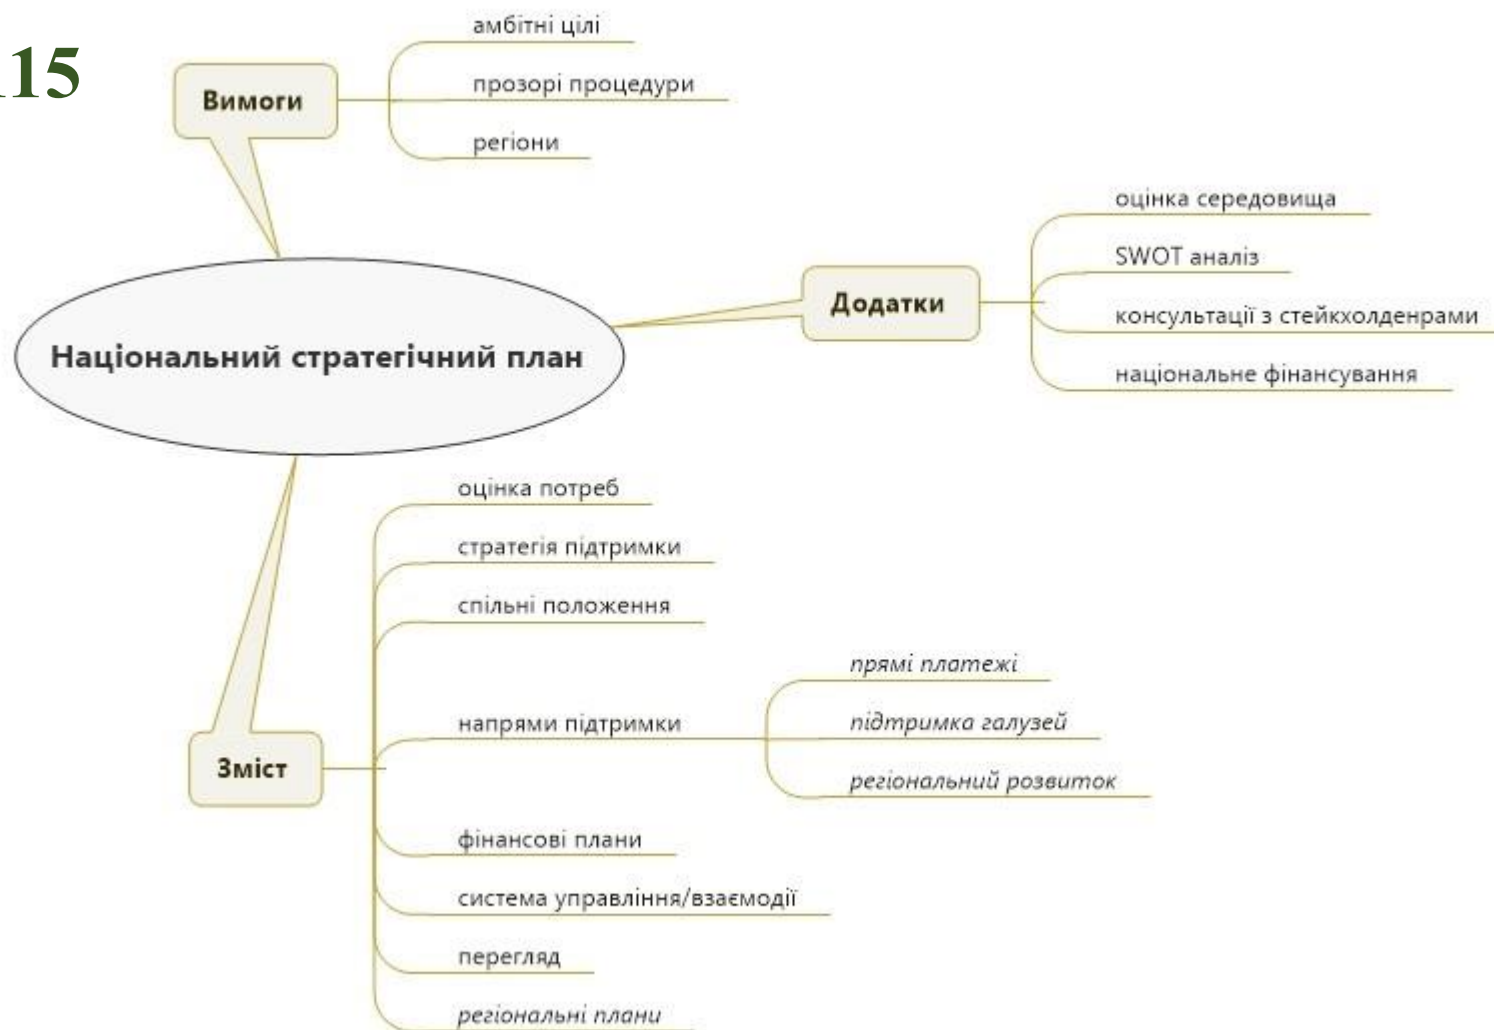 115
Вимоги
амбітні цілі
прозорі процедури
регіони
Національний стратегічний план
Додатки
оцінка середовища
SWOT аналіз
консультації з стейкхолденрами
національне фінансування
Зміст
оцінка потреб
стратегія підтримки
спільні положення
напрями підтримки
прямі платежі
підтримка галузей
регіональний розвиток
фінансові плани
система управління/взаємодії
перегляд
регіональні плани